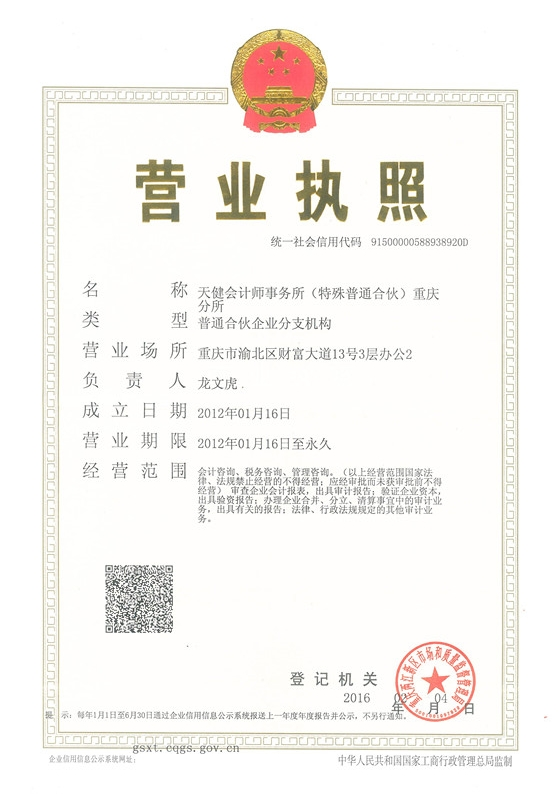 营业执照
统一社会信用代码 91500000588938920D
名称 天健会计师事务所（特殊普通合伙）重庆
分所
类型 普通合伙企业分支机构
营业场所 重庆市渝北区财富大道13号3层办公2
负责人 龙文虎
成立日期 2012年01月16日
营业期限 2012年01月16日至永久
经营范围 会计咨询、税务咨询、管理咨询。（以上经营范围国家法
律、法规禁止经营的不得经营；应经审批而未获审批前不得
经营） 审查企业会计报表，出具审计报告；验证企业资本，
出具验资报告；办理企业合并、分立、清算事宜中的审计业
务，出具有关的报告；法律、行政法规规定的其他审计业
务。
登记机关
2016年02月04日
提示：每年1月1日至6月30日通过企业信用信息公示系统报送上一年度年度报告并公示，不另行通知。
gsxt.cqgs.gov.cn
企业信用信息公示系统网址：
中华人民共和国国家工商行政管理总局监制